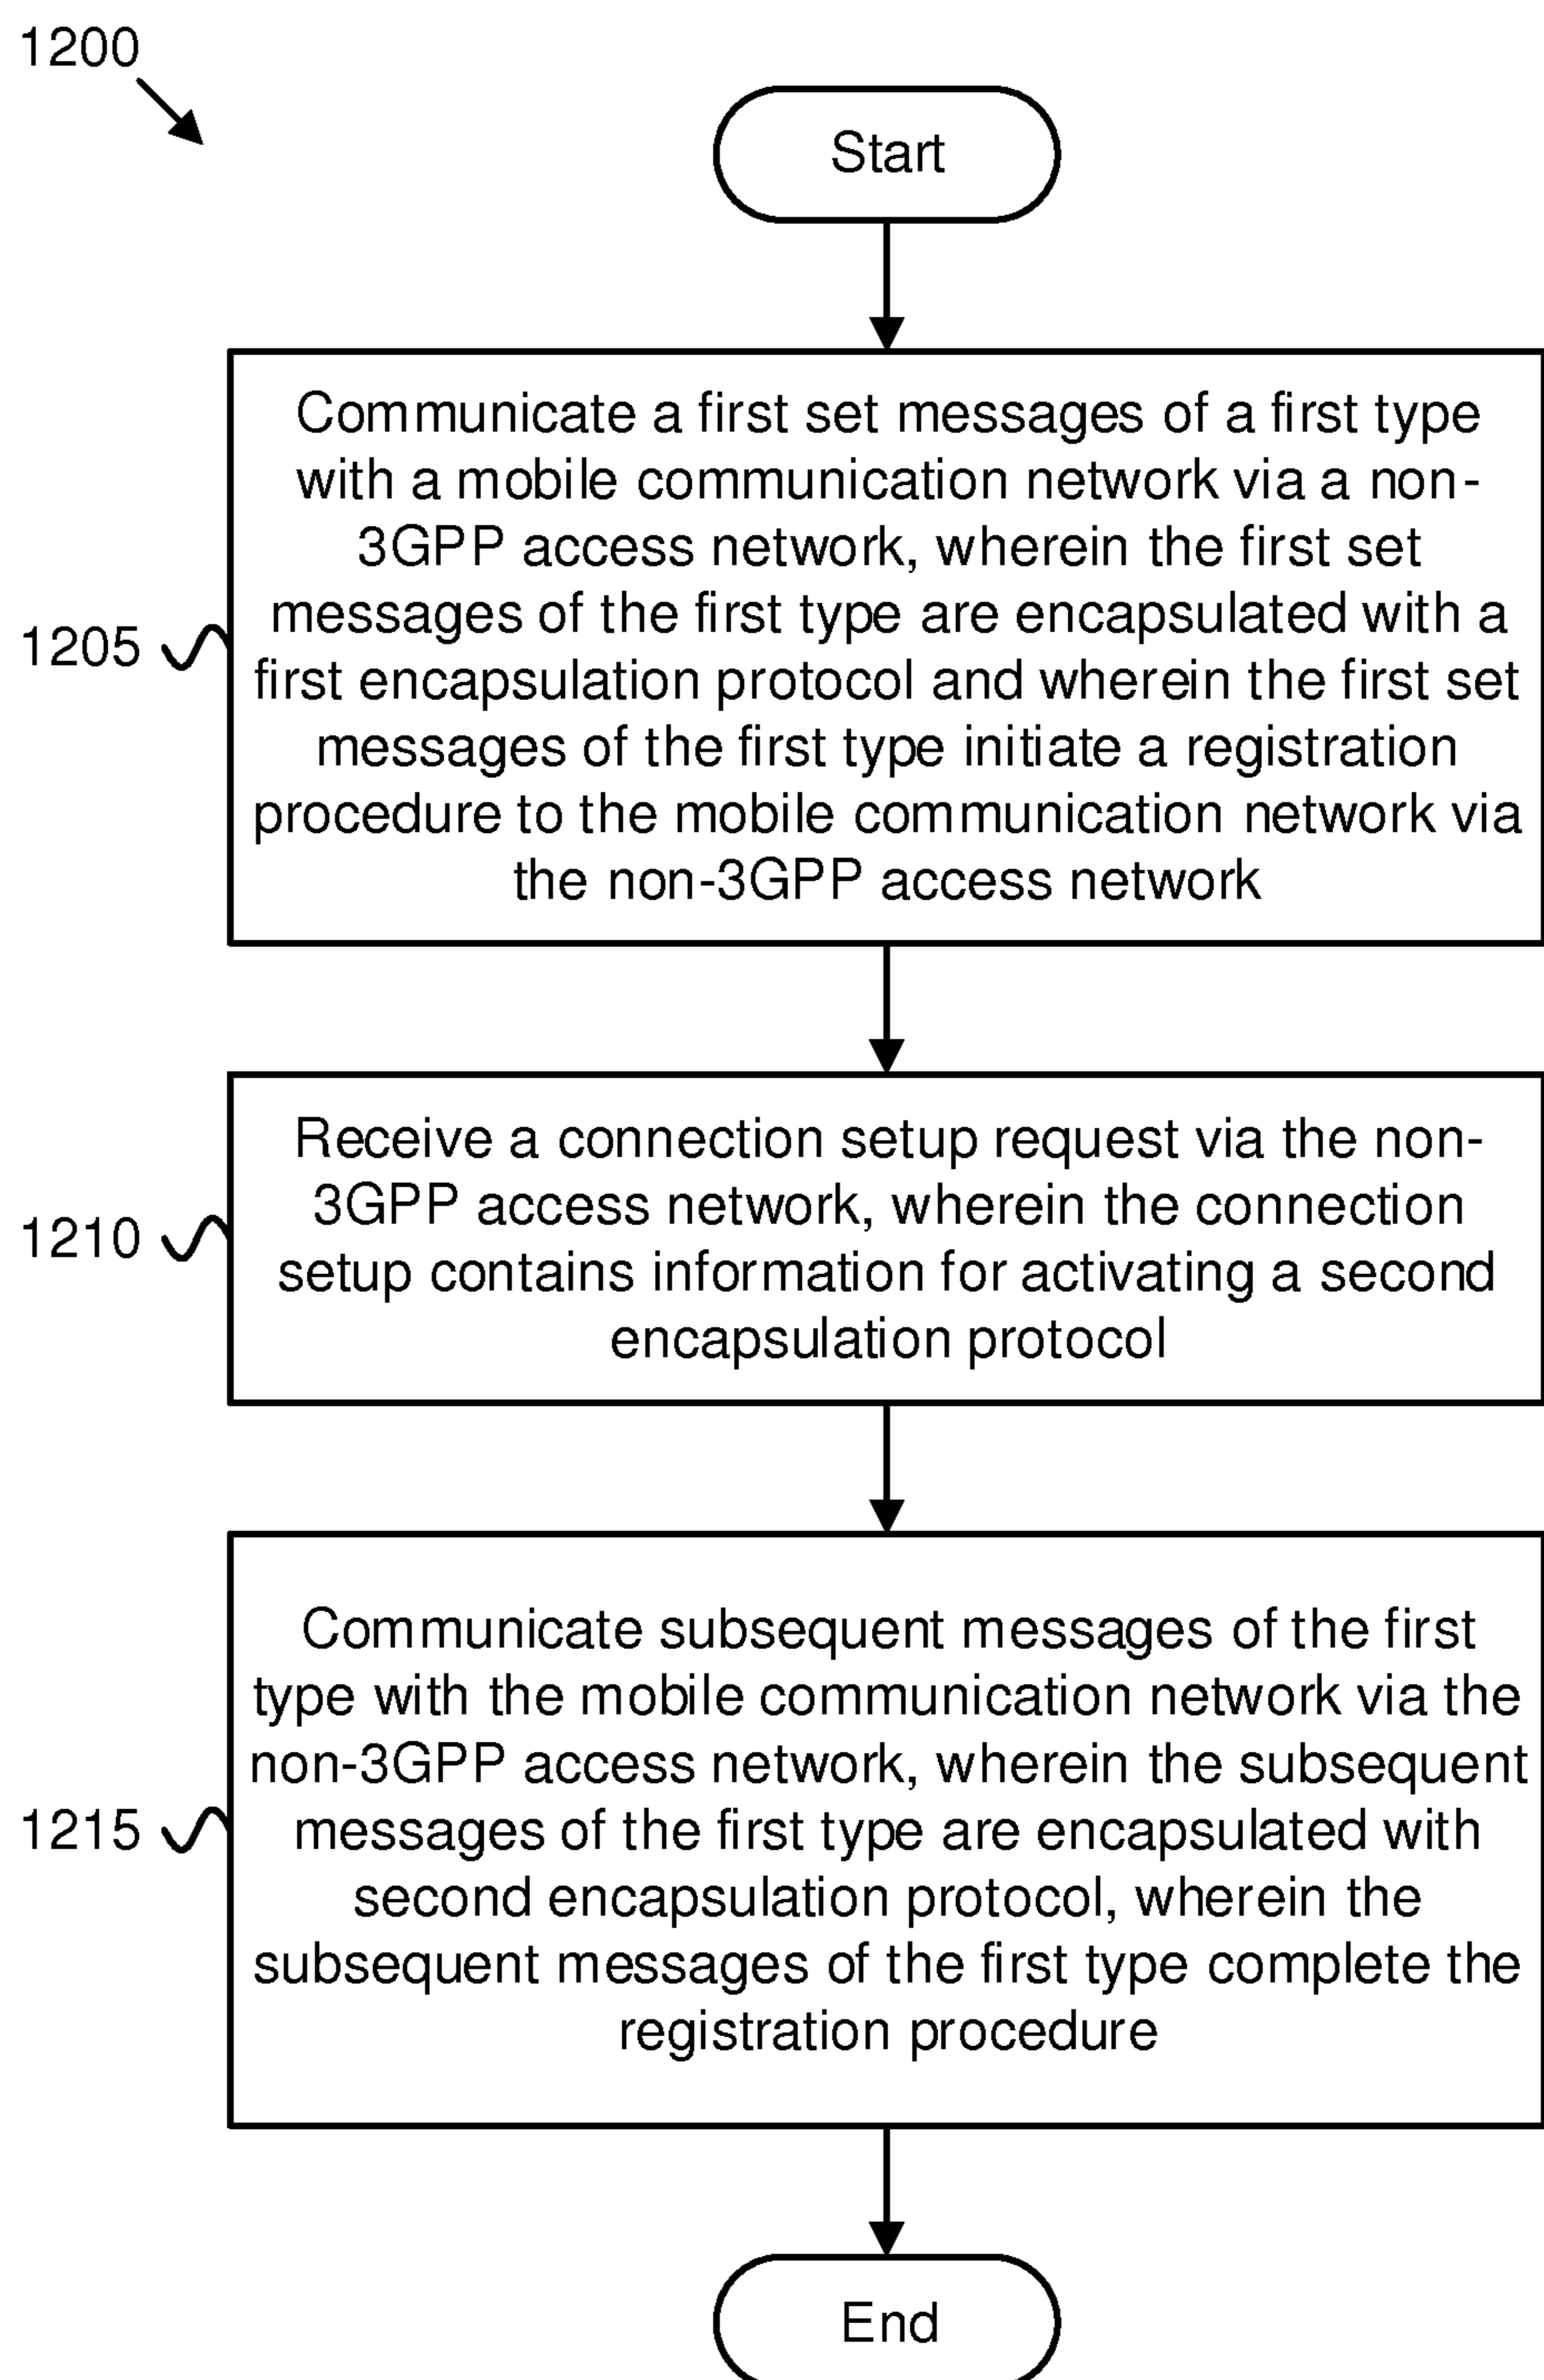 1200
Start
Communicate a first set messages of a first type
with a mobile communication network via a non-
3GPP access network, wherein the first set
messages of the first type are encapsulated with a
first encapsulation protocol and wherein the first set
messages of the first type initiate a registration
procedure to the mobile communication network via
the non-3GPP access network
1205
Receive a connection setup request via the non-
3GPP access network, wherein the connection
setup contains information for activating a second
encapsulation protocol
1210
Communicate subsequent messages of the first
type with the mobile communication network via the
non-3GPP access network, wherein the subsequent
messages of the first type are encapsulated with
second encapsulation protocol, wherein the
subsequent messages of the first type complete the
registration procedure
1215
End